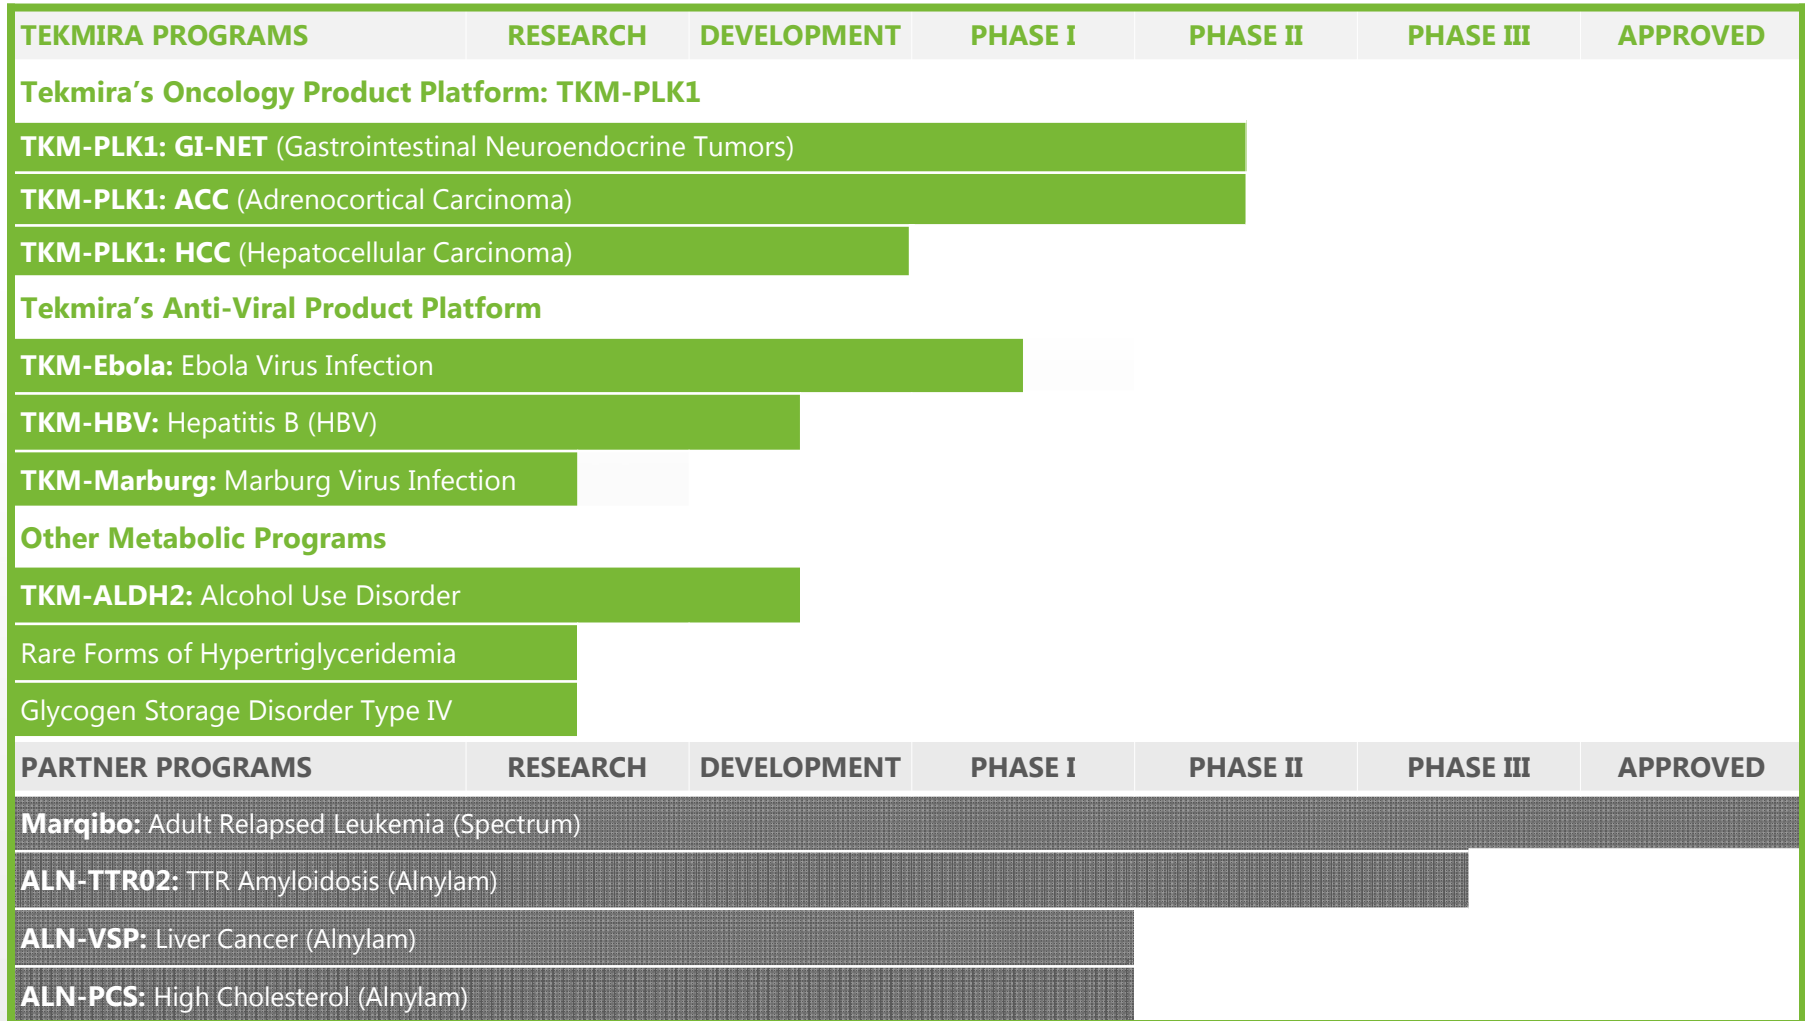 TEKMIRA PROGRAMS RESEARCH DEVELOPMENT PHASE I PHASE II PHASE III APPROVED
Tekmira’s Oncology Product Platform: TKM-PLK1
TKM-PLK1: GI-NET (Gastrointestinal Neuroendocrine Tumors)
TKM-PLK1: ACC (Adrenocortical Carcinoma)
TKM-PLK1: HCC (Hepatocellular Carcinoma)
Tekmira’s Anti-Viral Product Platform
TKM-Ebola: Ebola Virus Infection
TKM-HBV: Hepatitis B (HBV)
TKM-Marburg: Marburg Virus Infection
Other Metabolic Programs
TKM-ALDH2: Alcohol Use Disorder
Rare Forms of Hypertriglyceridemia
Glycogen Storage Disorder Type IV
PARTNER PROGRAMS RESEARCH DEVELOPMENT PHASE I PHASE II PHASE III APPROVED
Marqibo: Adult Relapsed Leukemia (Spectrum)
ALN-TTR02: TTR Amyloidosis (Alnylam)
ALN-VSP: Liver Cancer (Alnylam)
ALN-PCS: High Cholesterol (Alnylam)